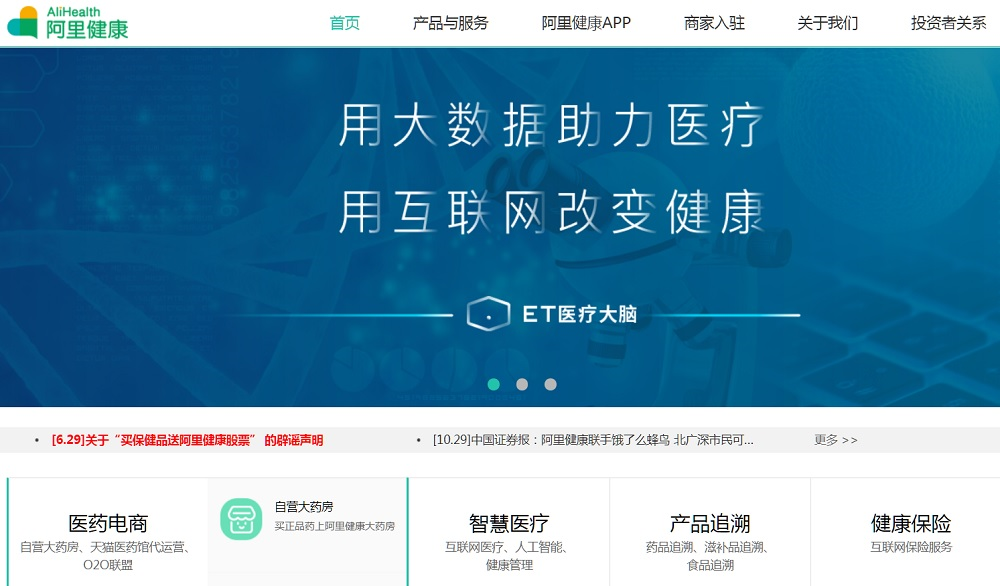 AliHealth
阿里健康
首页 产品与服务 阿里健康APP 商家入驻 关于我们 投资者关系
用大数据助力医疗
用互联网改变健康
ET医疗大脑
• [6.29]关于“买保健品送阿里健康股票” 的辟谣声明 • [10.29]中国证券报：阿里健康联手饿了么蜂鸟 北广深市民可... 更多 >>
医药电商
自营大药房、天猫医药馆代运营、
O2O联盟
自营大药房
买正品药上阿里健康大药房
智慧医疗
互联网医疗、人工智能、
健康管理
产品追溯
药品追溯、滋补品追溯、
食品追溯
健康保险
互联网保险服务